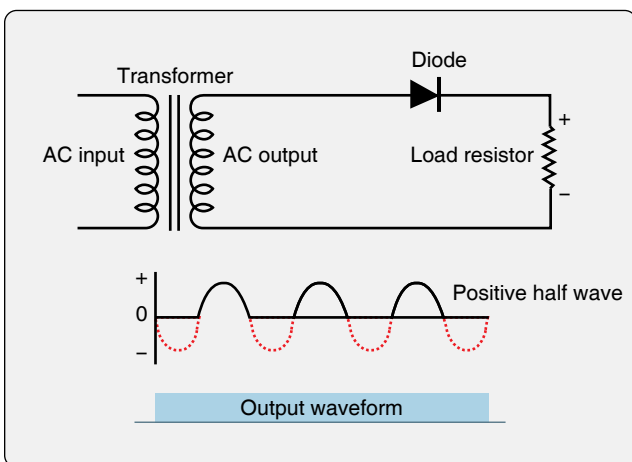 Diode
Transformer
AC input
AC output
Load resistor
+
−
+
0
−
Positive half wave
Output waveform